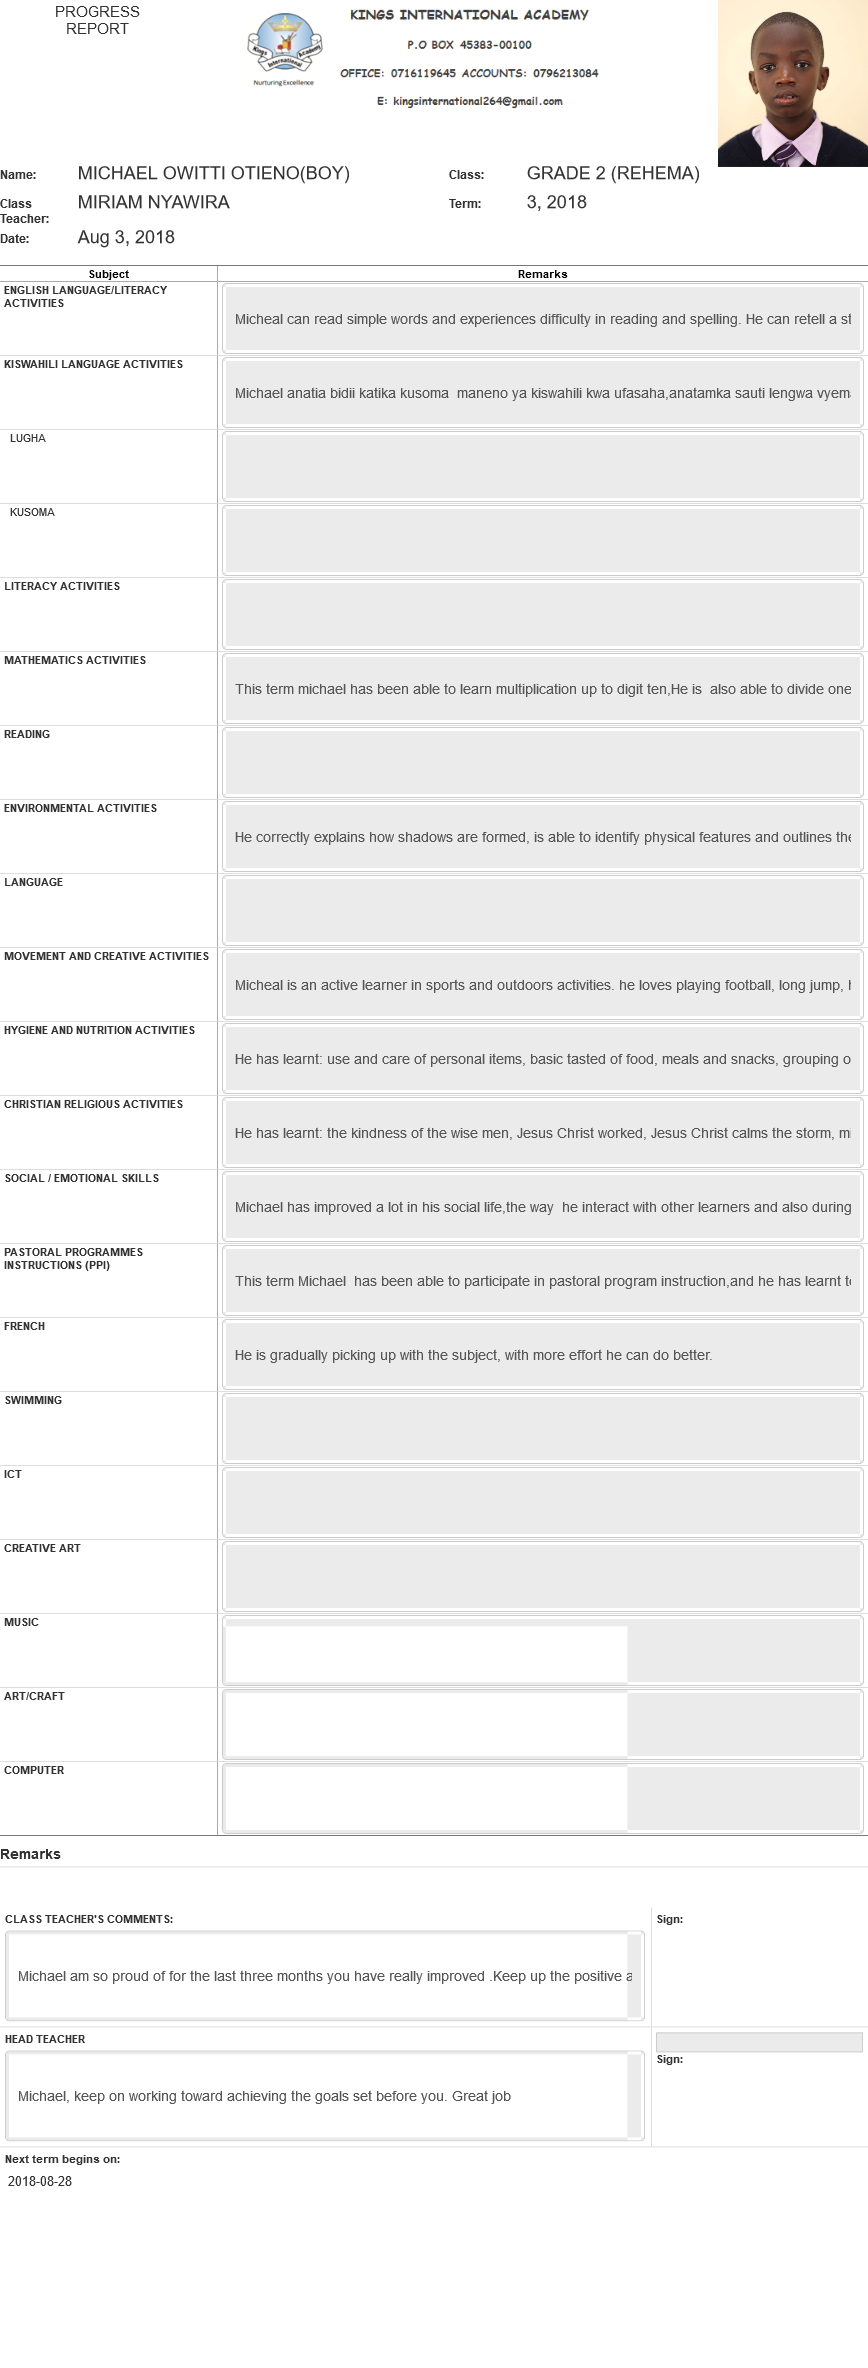 PROGRESS
REPORT
KINGS INTERNATIONAL ACADEMY
P.O BOX 45383-00100
OFFICE: 0716119645 ACCOUNTS: 0796213084
E: kingsinternational264@gmail.com
Kings International Academy
Nurturing Excellence
Name: MICHAEL OWITTI OTIENO(BOY) Class: GRADE 2 (REHEMA)
Class Teacher: MIRIAM NYAWIRA Term: 3, 2018
Date: Aug 3, 2018
Subject Remarks
ENGLISH LANGUAGE/LITERACY
ACTIVITIES
Micheal can read simple words and experiences difficulty in reading and spelling. He can retell a st
KISWAHILI LANGUAGE ACTIVITIES
Michael anatia bidii katika kusoma  maneno ya kiswahili kwa ufasaha,anatamka sauti lengwa vyem
LUGHA
KUSOMA
LITERACY ACTIVITIES
MATHEMATICS ACTIVITIES
This term michael has been able to learn multiplication up to digit ten,He is  also able to divide one
READING
ENVIRONMENTAL ACTIVITIES
He correctly explains how shadows are formed, is able to identify physical features and outlines the
LANGUAGE
MOVEMENT AND CREATIVE ACTIVITIES
Micheal is an active learner in sports and outdoors activities. he loves playing football, long jump,
HYGIENE AND NUTRITION ACTIVITIES
He has learnt: use and care of personal items, basic tasted of food, meals and snacks, grouping o
CHRISTIAN RELIGIOUS ACTIVITIES
He has learnt: the kindness of the wise men, Jesus Christ worked, Jesus Christ calms the storm, m
SOCIAL / EMOTIONAL SKILLS
Michael has improved a lot in his social life,the way  he interact with other learners and also during
PASTORAL PROGRAMMES
INSTRUCTIONS (PPI)
This term Michael  has been able to participate in pastoral program instruction,and he has learnt t
FRENCH
He is gradually picking up with the subject, with more effort he can do better.
SWIMMING
ICT
CREATIVE ART
MUSIC
ART/CRAFT
COMPUTER
Remarks
CLASS TEACHER'S COMMENTS: Sign:
Michael am so proud of for the last three months you have really improved .Keep up the positive a
HEAD TEACHER
Sign:
Michael, keep on working toward achieving the goals set before you. Great job
Next term begins on:
2018-08-28